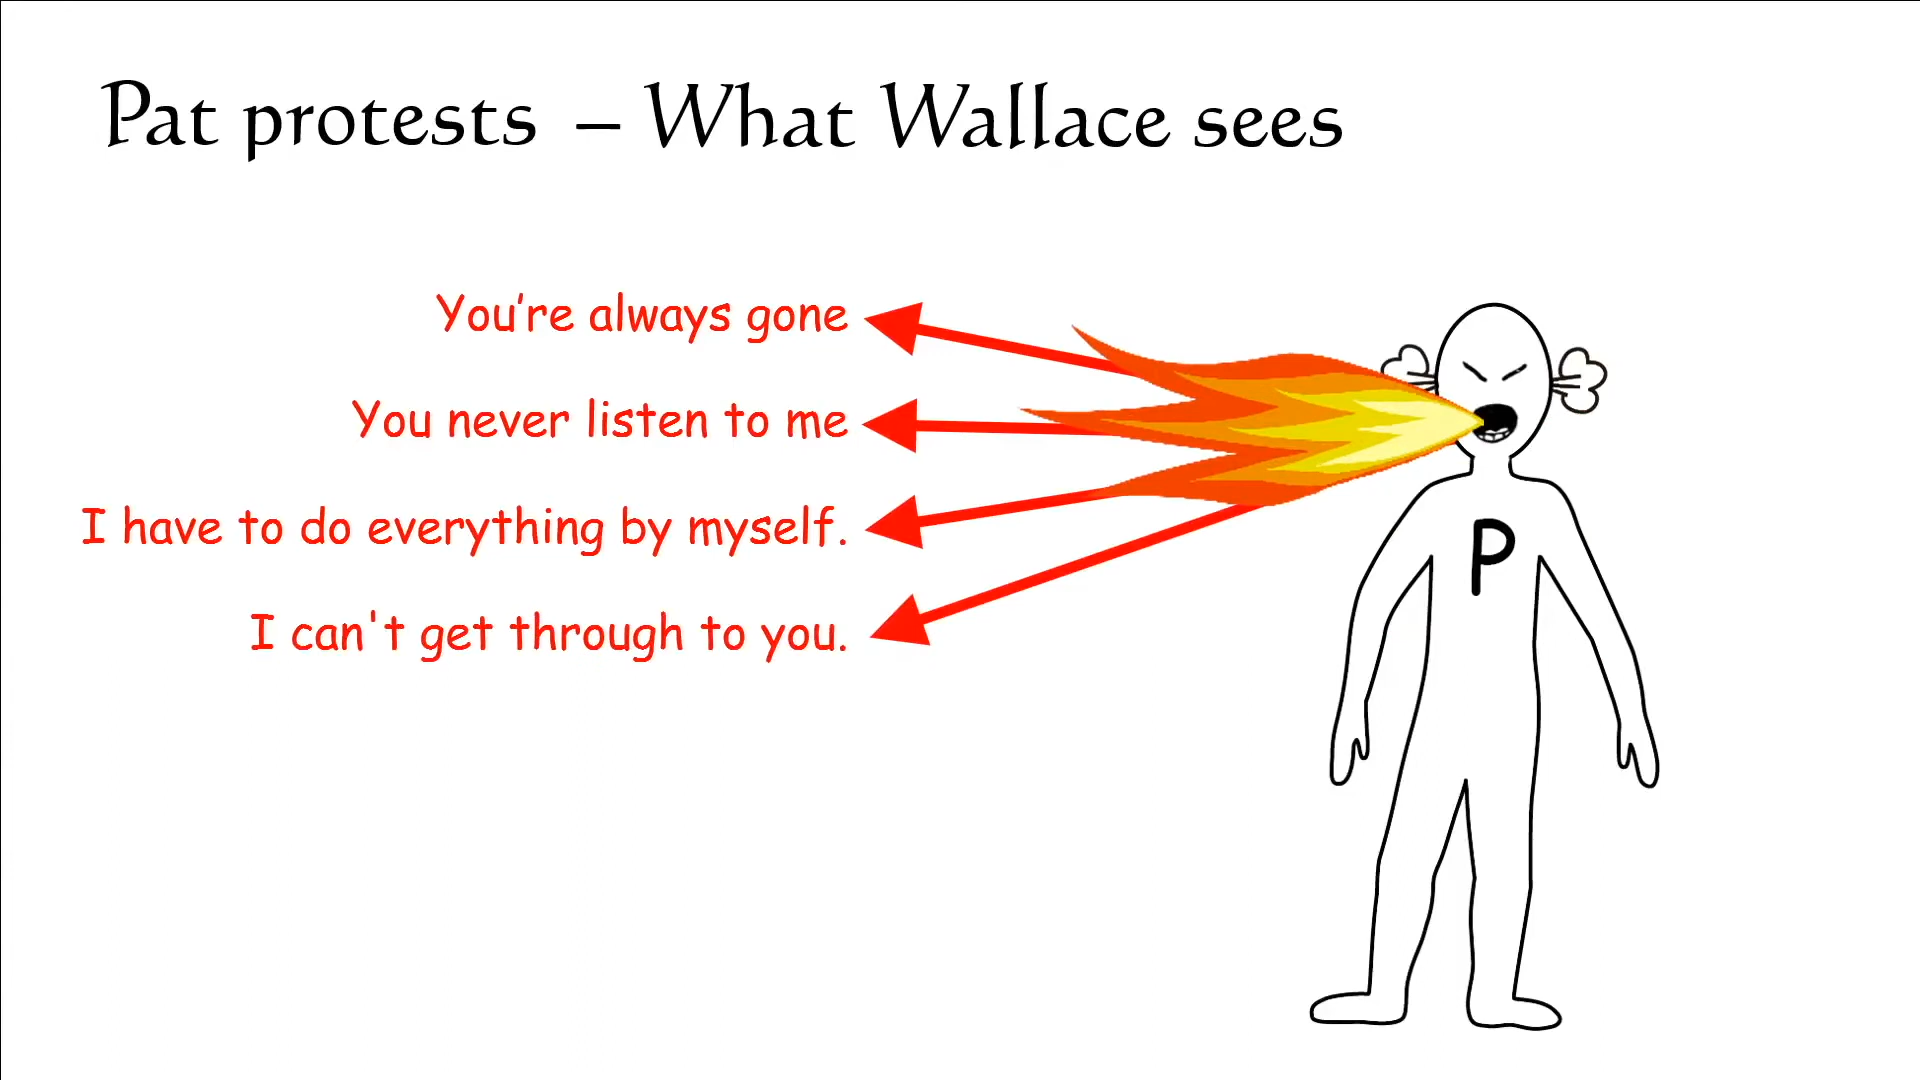 Pat protests – What Wallace sees
You’re always gone
You never listen to me
I have to do everything by myself.
I can't get through to you.
P